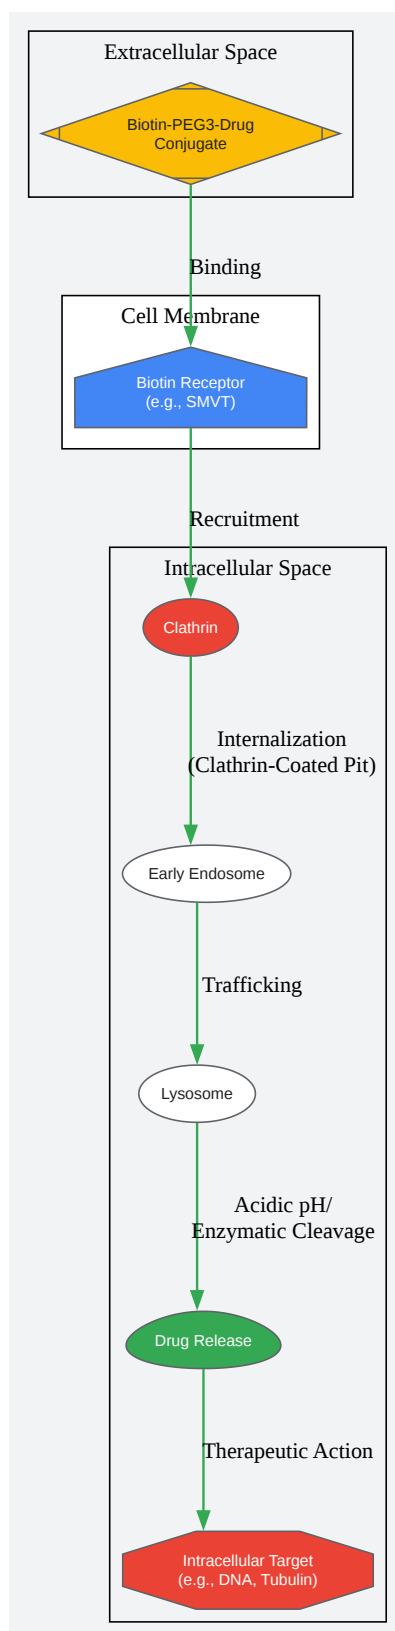 Extracellular Space
Biotin-PEG3-Drug
Conjugate
Binding
Cell Membrane
Biotin Receptor
(e.g., SMVT)
Recruitment
Intracellular Space
Clathrin
Internalization
(Clathrin-Coated Pit)
Early Endosome
Trafficking
Lysosome
Acidic pH/
Enzymatic Cleavage
Drug Release
Therapeutic Action
Intracellular Target
(e.g., DNA, Tubulin)